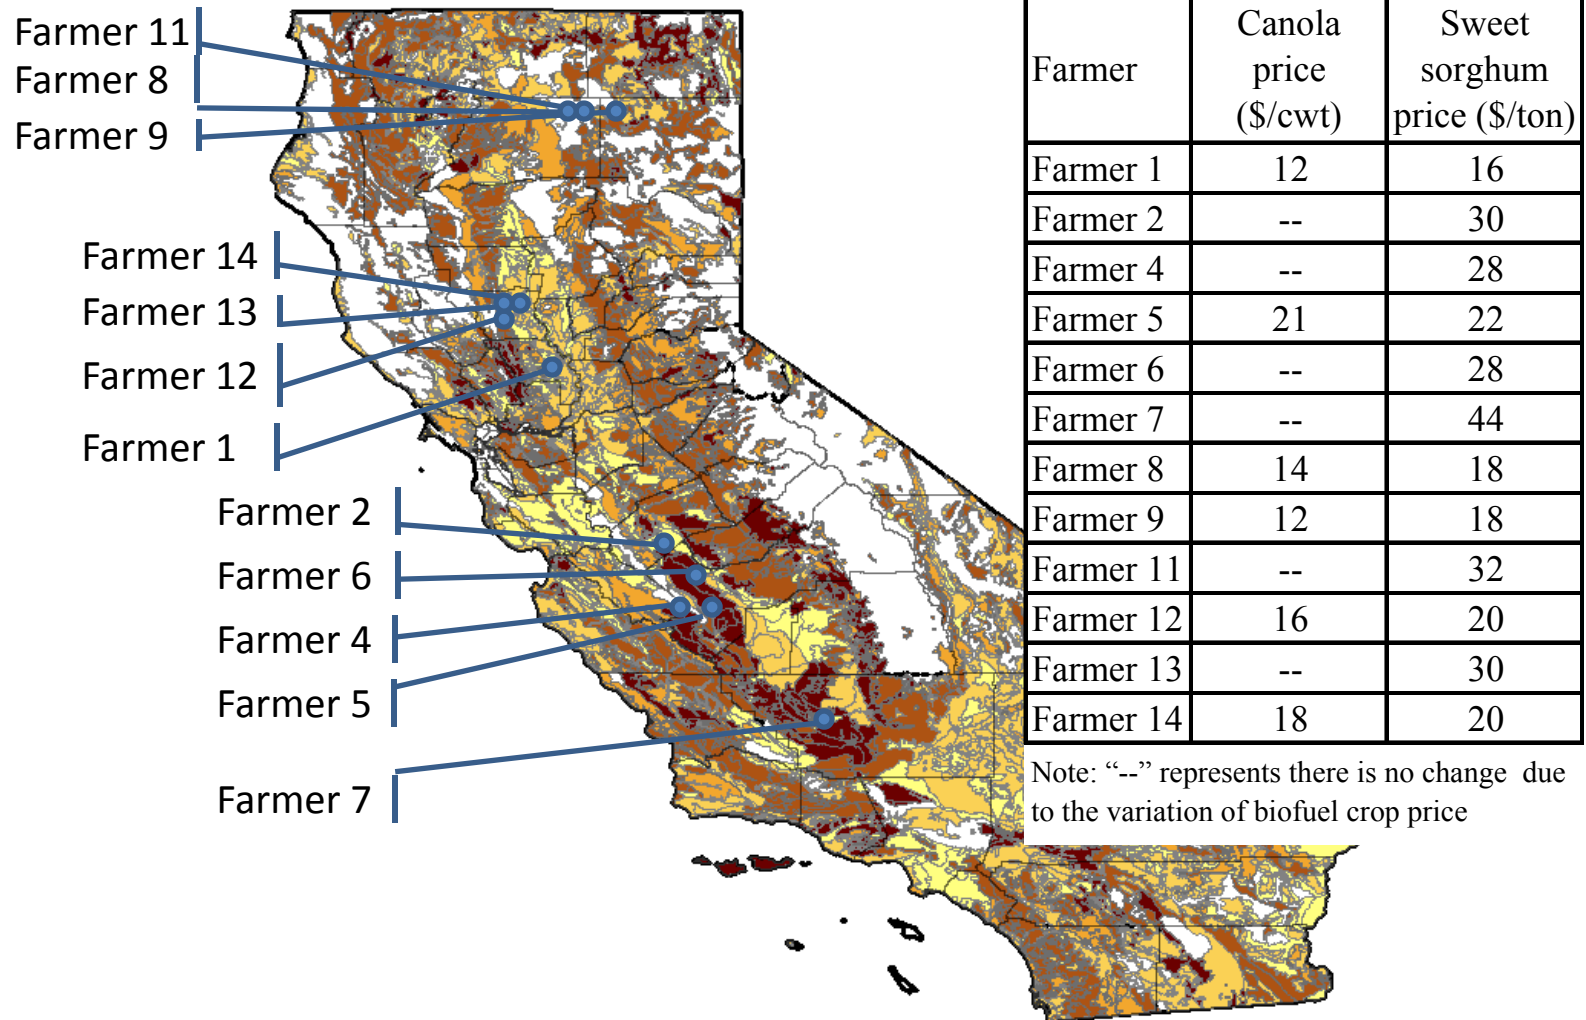 Farmer 11
Farmer 8
Farmer 9
Farmer 14
Farmer 13
Farmer 12
Farmer 1
Farmer 2
Farmer 6
Farmer 4
Farmer 5
Farmer 7
Farmer Canola price ($/cwt) Sweet sorghum price ($/ton)
Farmer 1 12 16
Farmer 2 -- 30
Farmer 4 -- 28
Farmer 5 21 22
Farmer 6 -- 28
Farmer 7 -- 44
Farmer 8 14 18
Farmer 9 12 18
Farmer 11 -- 32
Farmer 12 16 20
Farmer 13 -- 30
Farmer 14 18 20
Note: “--” represents there is no change due
to the variation of biofuel crop price